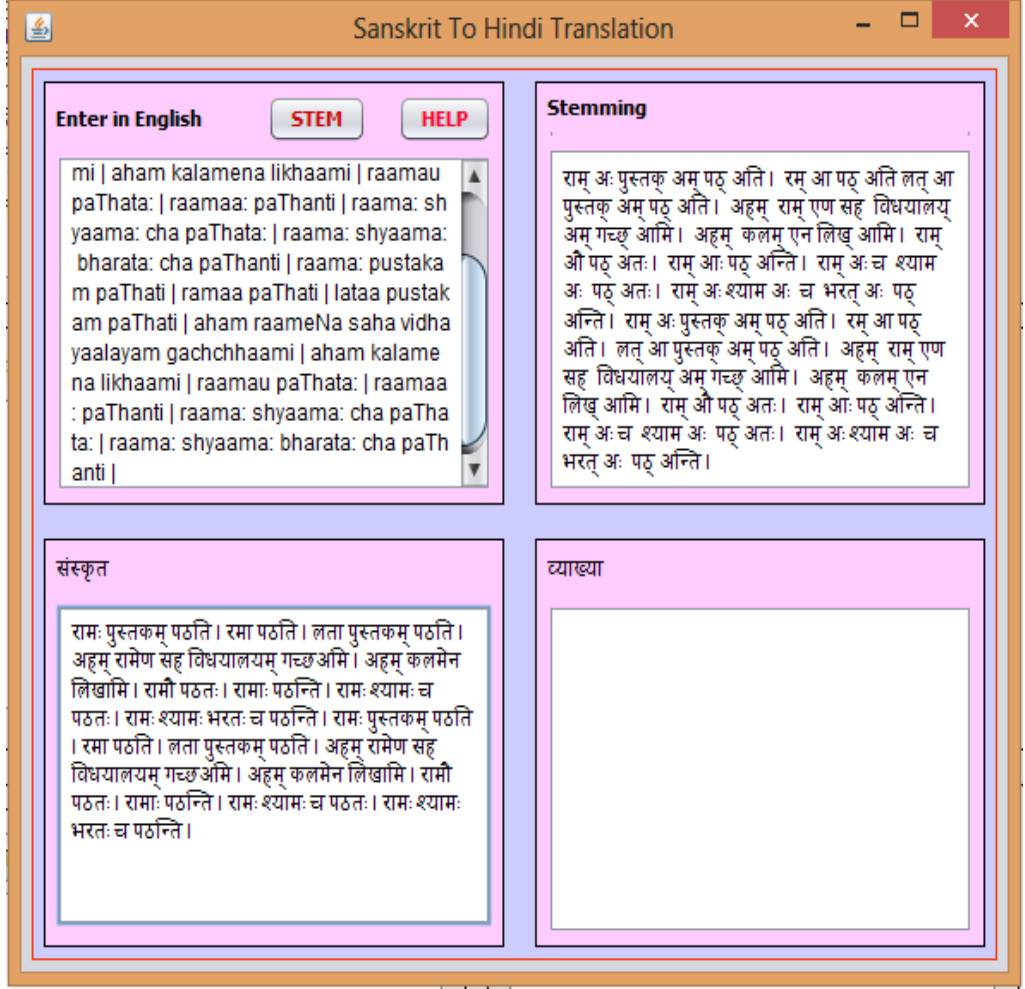 Sanskrit To Hindi Translation
Enter in English
STEM
HELP
mi | aham kalamena likhaami | raamau
paThata: | raamaa: paThanti | raama: sh
yaama: cha paThata: | raama: shyaama:
bharata: cha paThanti | raama: pustaka
m paThati | ramaa paThati | lataa pustak
am paThati | aham raameNa saha vidha
yaalayam gachchhaami | aham kalame
na likhaami | raamau paThata: | raamaa
: paThanti | raama: shyaama: cha paTha
ta: | raama: shyaama: bharata: cha paTh
anti |
Stemming
राम् अः पुस्तक् अम् पठ् अति । रम् आ पठ् अति लत् आ
पुस्तक् अम् पठ् अति । अहम् राम् एण सह विधयालय्
अम् गच्छ् आमि । अहम् कलम् एन लिख् आमि । राम्
औ पठ् अतः । राम् आः पठ् अन्ति । राम् अः च श्याम
अः पठ् अतः । राम् अः श्याम अः च भरत् अः पठ्
अन्ति । राम् अः पुस्तक् अम् पठ् अति । रम् आ पठ्
अति । लत् आ पुस्तक् अम् पठ् अति । अहम् राम् एण
सह विधयालय् अम् गच्छ् आमि । अहम् कलम् एन
लिख् आमि । राम् औ पठ् अतः । राम् आः पठ् अन्ति ।
राम् अः च श्याम अः पठ् अतः । राम् अः श्याम अः च
भरत् अः पठ् अन्ति ।
संस्कृत
रामः पुस्तकम् पठति । रमा पठति । लता पुस्तकम् पठति ।
अहम् रामेण सह विधयालयम् गच्छअमि । अहम् कलमेन
लिखामि । रामौ पठतः । रामाः पठन्ति । रामः श्यामः च
पठतः । रामः श्यामः भरतः च पठन्ति । रामः पुस्तकम् पठति
। रमा पठति । लता पुस्तकम् पठति । अहम् रामेण सह
विधयालयम् गच्छअमि । अहम् कलमेन लिखामि । रामौ
पठतः । रामाः पठन्ति । रामः श्यामः च पठतः । रामः श्यामः
भरतः च पठन्ति ।
व्याख्या